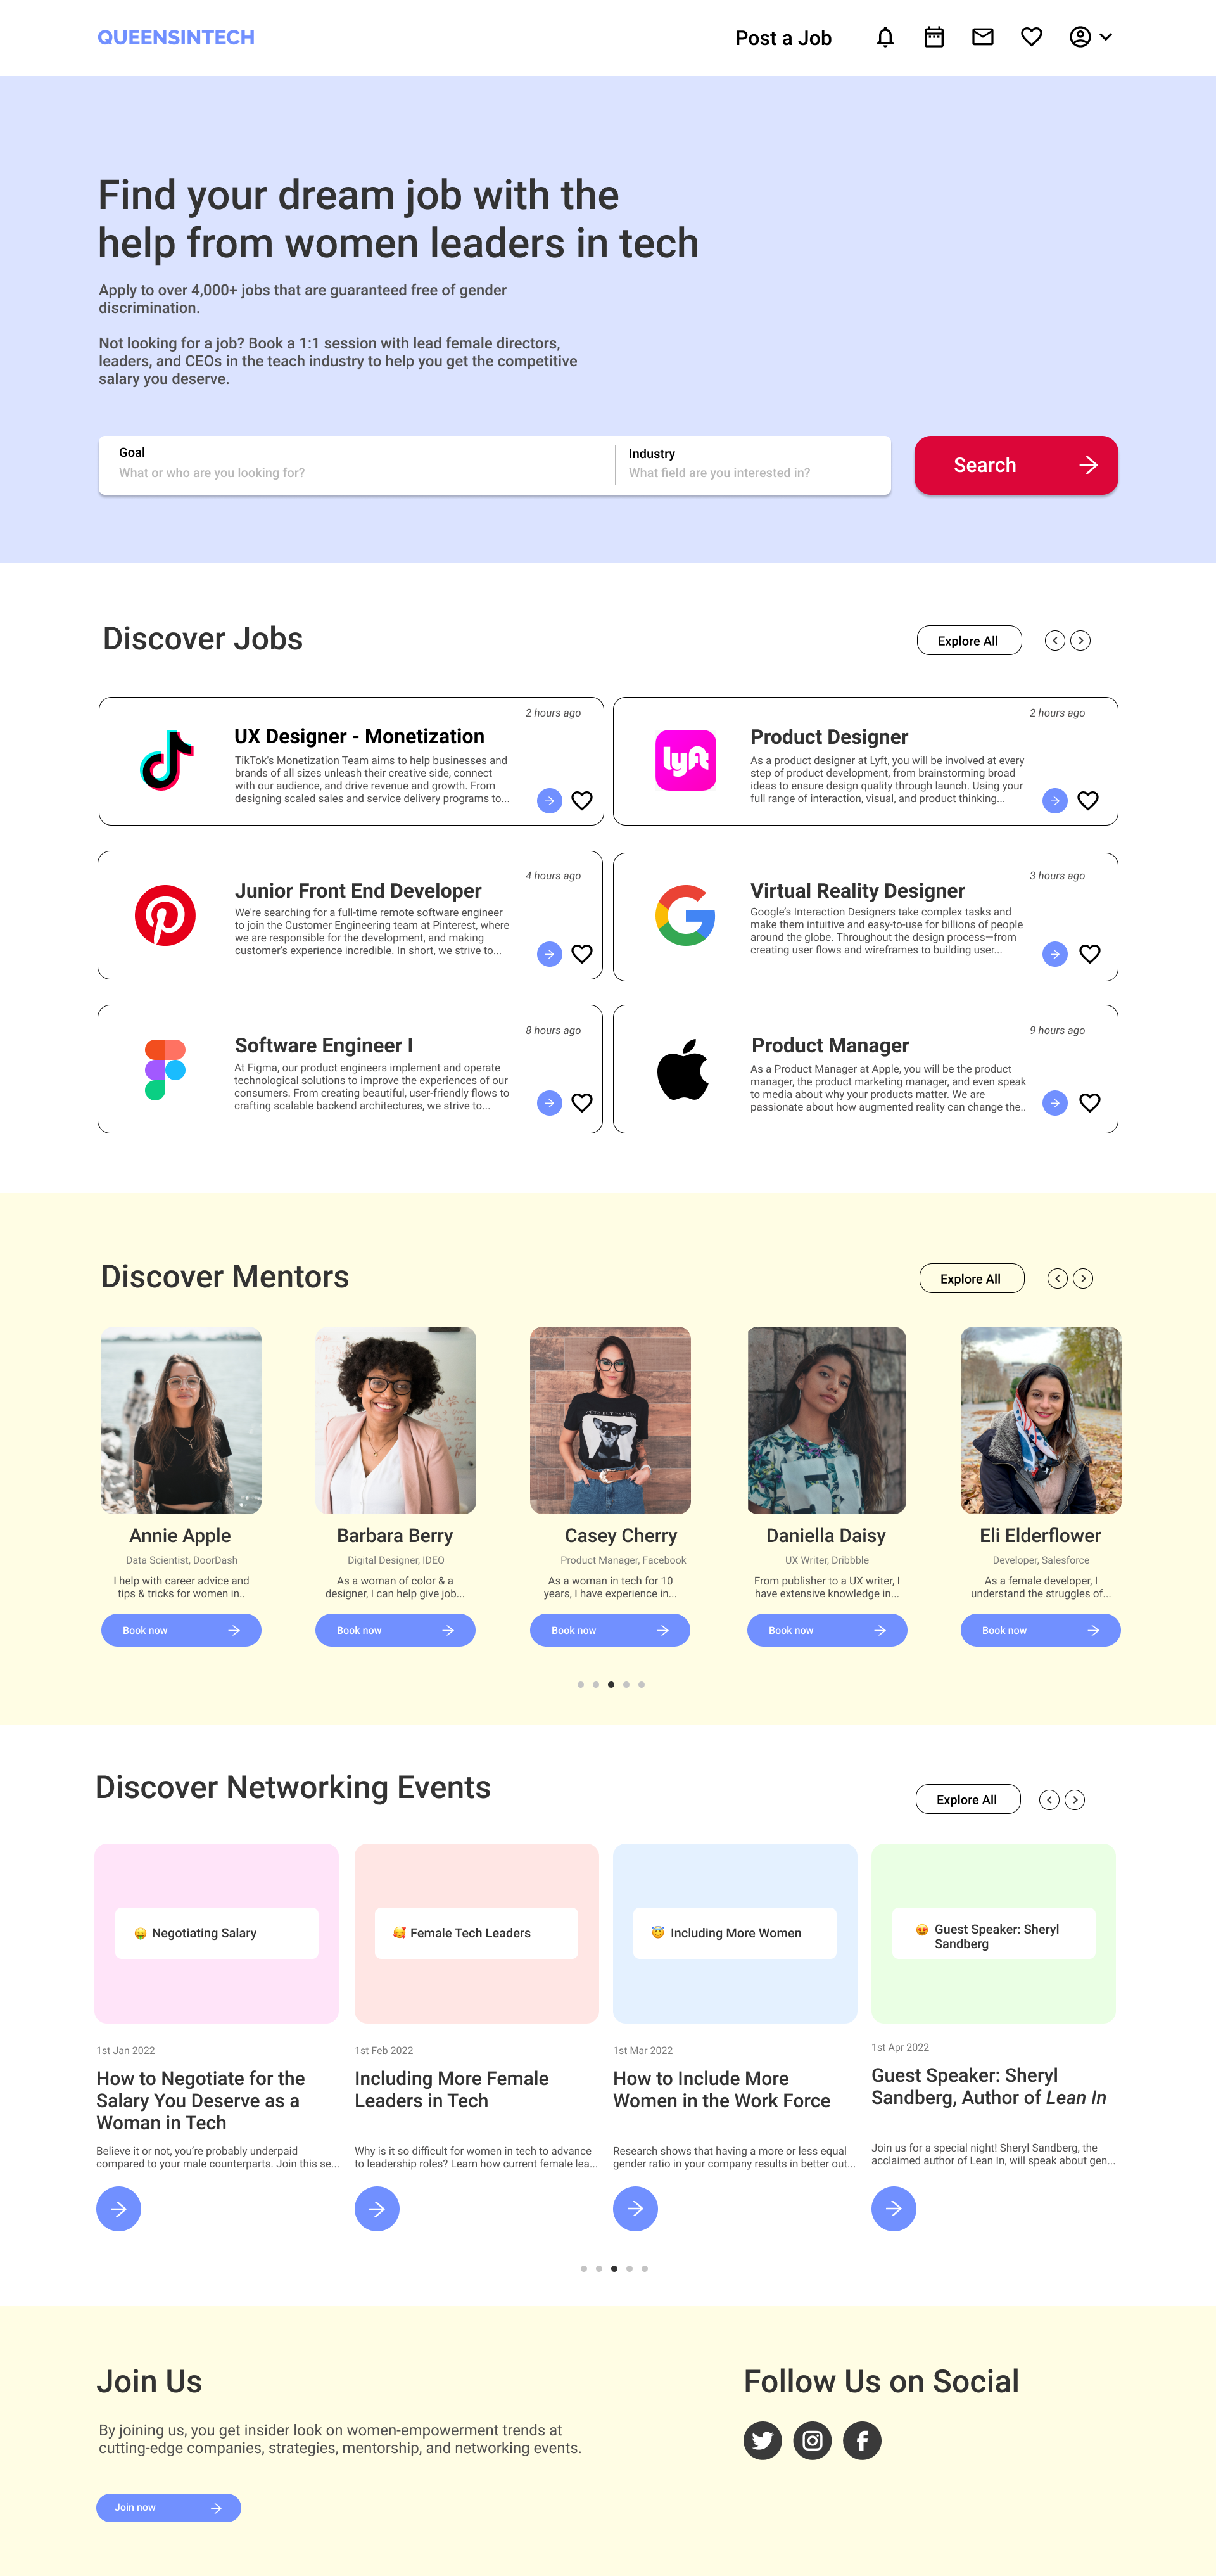 QUEENSINTECH
Post a Job
Find your dream job with the
help from women leaders in tech
Apply to over 4,000+ jobs that are guaranteed free of gender
discrimination.
Not looking for a job? Book a 1:1 session with lead female directors,
leaders, and CEOs in the teach industry to help you get the competitive
salary you deserve.
Goal
What or who are you looking for?
Industry
What field are you interested in?
Search
Discover Jobs
Explore All
2 hours ago
UX Designer - Monetization
TikTok's Monetization Team aims to help businesses and
brands of all sizes unleash their creative side, connect
with our audience, and drive revenue and growth. From
designing scaled sales and service delivery programs to...
2 hours ago
lyft
Product Designer
As a product designer at Lyft, you will be involved at every
step of product development, from brainstorming broad
ideas to ensure design quality through launch. Using your
full range of interaction, visual, and product thinking...
4 hours ago
Junior Front End Developer
We're searching for a full-time remote software engineer
to join the Customer Engineering team at Pinterest, where
we are responsible for the development, and making
customer's experience incredible. In short, we strive to...
3 hours ago
Virtual Reality Designer
Google's Interaction Designers take complex tasks and
make them intuitive and easy-to-use for billions of people
around the globe. Throughout the design process—from
creating user flows and wireframes to building user...
8 hours ago
Software Engineer I
At Figma, our product engineers implement and operate
technological solutions to improve the experiences of our
consumers. From creating beautiful, user-friendly flows to
crafting scalable backend architectures, we strive to...
9 hours ago
Product Manager
As a Product Manager at Apple, you will be the product
manager, the product marketing manager, and even speak
to media about why your products matter. We are
passionate about how augmented reality can change the..
Discover Mentors
Explore All
Annie Apple
Data Scientist, DoorDash
I help with career advice and
tips & tricks for women in..
Book now
Barbara Berry
Digital Designer, IDEO
As a woman of color & a
designer, I can help give job...
Book now
Casey Cherry
Product Manager, Facebook
As a woman in tech for 10
years, I have experience in...
Book now
Daniella Daisy
UX Writer, Dribbble
From publisher to a UX writer, I
have extensive knowledge in...
Book now
Eli Elderflower
Developer, Salesforce
As a female developer, I
understand the struggles of...
Book now
Discover Networking Events
Explore All
🤑 Negotiating Salary
1st Jan 2022
How to Negotiate for the
Salary You Deserve as a
Woman in Tech
Believe it or not, you're probably underpaid
compared to your male counterparts. Join this se...
🥰 Female Tech Leaders
1st Feb 2022
Including More Female
Leaders in Tech
Why is it so difficult for women in tech to advance
to leadership roles? Learn how current female lea...
😇 Including More Women
1st Mar 2022
How to Include More
Women in the Work Force
Research shows that having a more or less equal
gender ratio in your company results in better out...
😍 Guest Speaker: Sheryl
Sandberg
1st Apr 2022
Guest Speaker: Sheryl
Sandberg, Author of Lean In
Join us for a special night! Sheryl Sandberg, the
acclaimed author of Lean In, will speak about gen...
Join Us
By joining us, you get insider look on women-empowerment trends at
cutting-edge companies, strategies, mentorship, and networking events.
Join now
Follow Us on Social